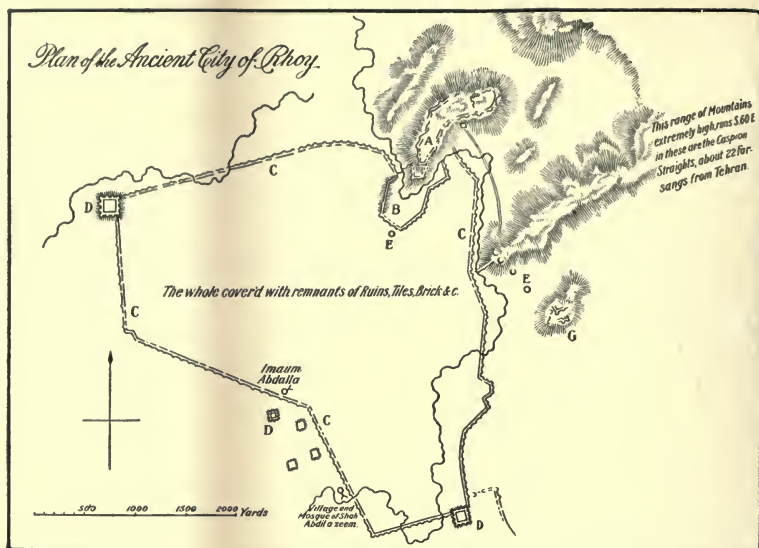 Plan of the Ancient City of Rhoy
This range of Mountains
extremely high, runs S.60 E
in these are the Caspian
Straights, about 22 Far-
sangs from Tehran.
A
C
D
B
E
C
E
The whole cover'd with remnants of Ruins, Tiles, Brick & c.
G
C
Imaum
Abdalla
C
D
500 1000 1500 2000 Yards
Village and
Mosque of Shah
Abdil a zeem.
D